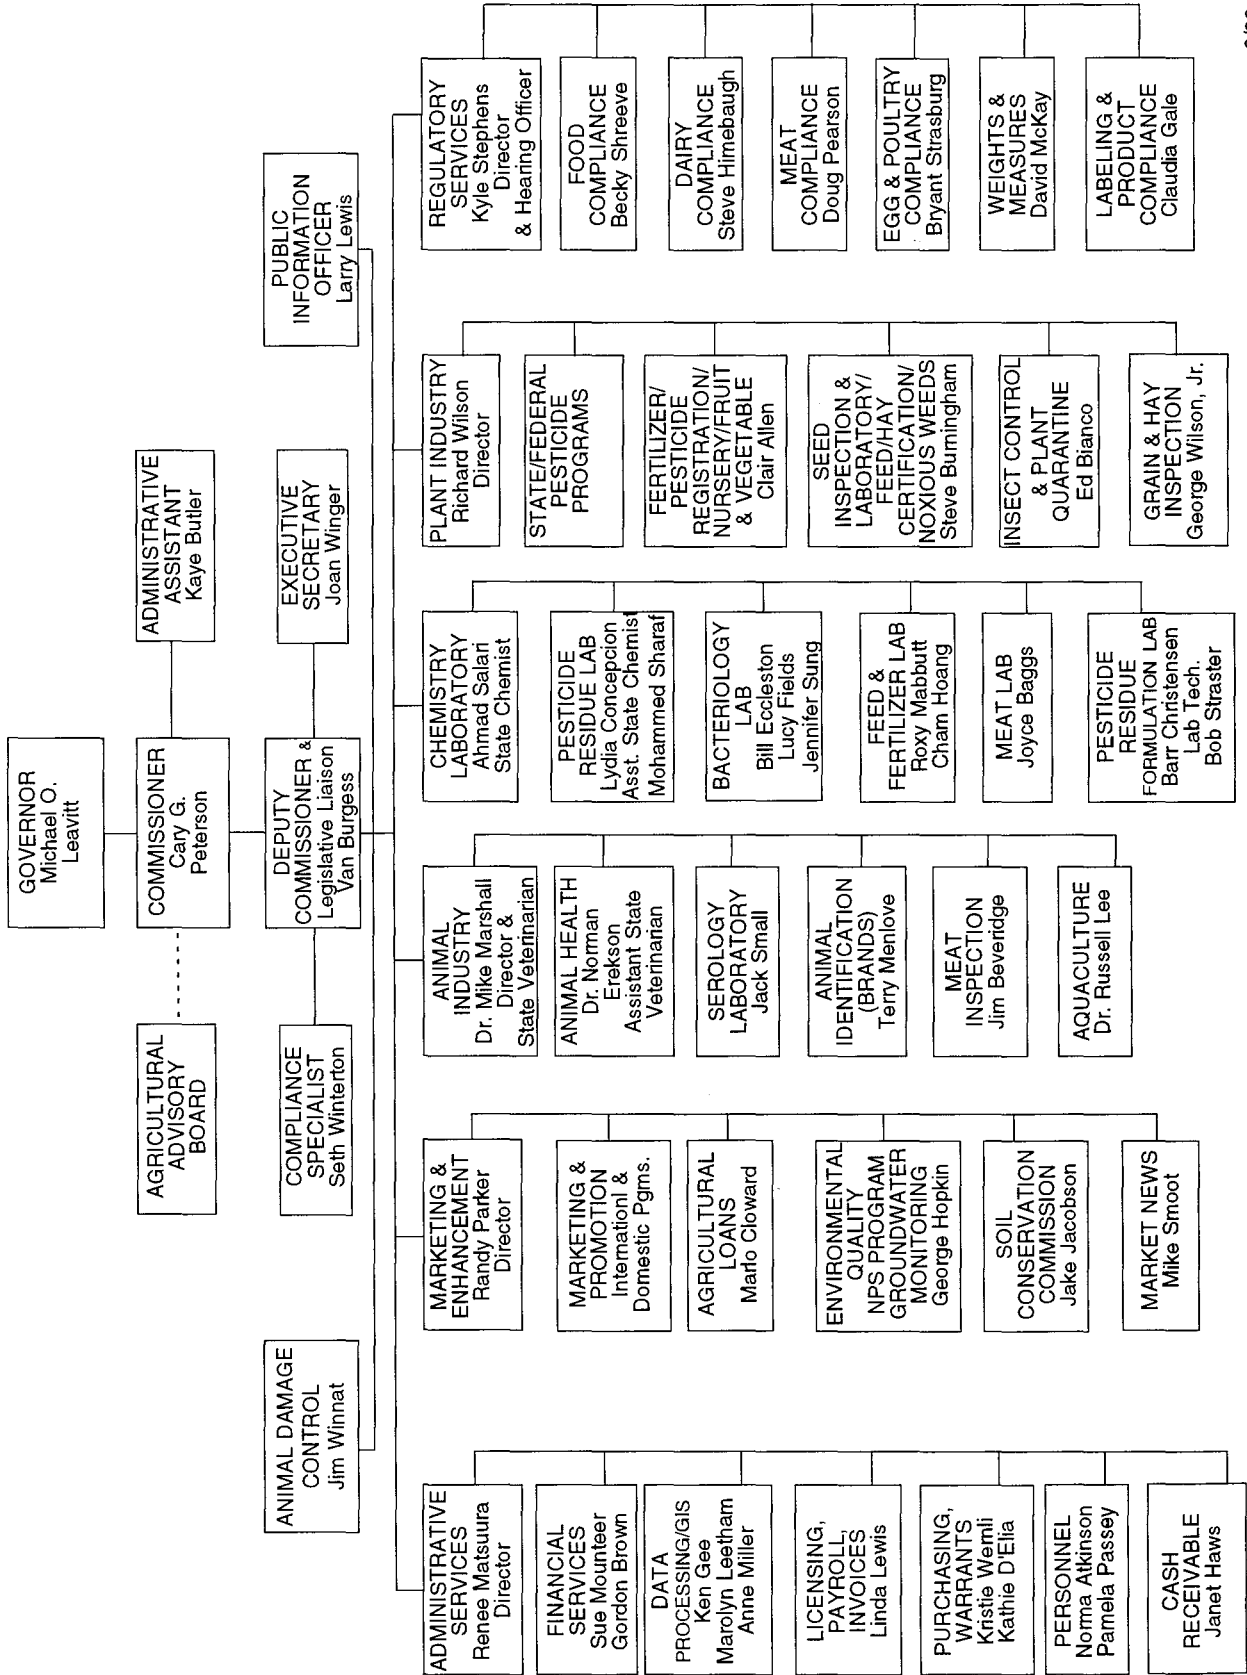 GOVERNOR
Michael O.
Leavitt
AGRICULTURAL
ADVISORY
BOARD
COMMISSIONER
Cary G.
Peterson
ADMINISTRATIVE
ASSISTANT
Kaye Butler
ANIMAL DAMAGE
CONTROL
Jim Winnat
COMPLIANCE
SPECIALIST
Seth Winterton
DEPUTY
COMMISSIONER &
Legislative Liaison
Van Burgess
EXECUTIVE
SECRETARY
Joan Winger
PUBLIC
INFORMATION
OFFICER
Larry Lewis
ADMINISTRATIVE
SERVICES
Renee Matsuura
Director
FINANCIAL
SERVICES
Sue Mounteer
Gordon Brown
DATA
PROCESSING/GIS
Ken Gee
Marolyn Leetham
Anne Miller
LICENSING,
PAYROLL,
INVOICES
Linda Lewis
PURCHASING,
WARRANTS
Kristie Wernli
Kathie D'Elia
PERSONNEL
Norma Atkinson
Pamela Passey
CASH
RECEIVABLE
Janet Haws
MARKETING &
ENHANCEMENT
Randy Parker
Director
MARKETING &
PROMOTION
Internationl &
Domestic Pgms.
AGRICULTURAL
LOANS
Marlo Cloward
ENVIRONMENTAL
QUALITY
NPS PROGRAM
GROUNDWATER
MONITORING
George Hopkin
SOIL
CONSERVATION
COMMISSION
Jake Jacobson
MARKET NEWS
Mike Smoot
ANIMAL
INDUSTRY
Dr. Mike Marshall
Director &
State Veterinarian
ANIMAL HEALTH
Dr. Norman
Erekson
Assistant State
Veterinarian
SEROLOGY
LABORATORY
Jack Small
ANIMAL
IDENTIFICATION
(BRANDS)
Terry Menlove
MEAT
INSPECTION
Jim Beveridge
AQUACULTURE
Dr. Russell Lee
CHEMISTRY
LABORATORY
Ahmad Salari
State Chemist
PESTICIDE
RESIDUE LAB
Lydia Concepcion
Asst. State Chemist
Mohammed Sharaf
BACTERIOLOGY
LAB
Bill Eccleston
Lucy Fields
Jennifer Sung
FEED &
FERTILIZER LAB
Roxy Mabbutt
Cham Hoang
MEAT LAB
Joyce Baggs
PESTICIDE
RESIDUE
FORMULATION LAB
Barr Christensen
Lab Tech.
Bob Straster
PLANT INDUSTRY
Richard Wilson
Director
STATE/FEDERAL
PESTICIDE
PROGRAMS
FERTILIZER/
PESTICIDE
REGISTRATION/
NURSERY/FRUIT
& VEGETABLE
Clair Allen
SEED
INSPECTION &
LABORATORY/
FEED/HAY
CERTIFICATION/
NOXIOUS WEEDS
Steve Burningham
INSECT CONTROL
& PLANT
QUARANTINE
Ed Bianco
GRAIN & HAY
INSPECTION
George Wilson, Jr.
REGULATORY
SERVICES
Kyle Stephens
Director
& Hearing Officer
FOOD
COMPLIANCE
Becky Shreeve
DAIRY
COMPLIANCE
Steve Himebaugh
MEAT
COMPLIANCE
Doug Pearson
EGG & POULTRY
COMPLIANCE
Bryant Strasburg
WEIGHTS &
MEASURES
David McKay
LABELING &
PRODUCT
COMPLIANCE
Claudia Gale